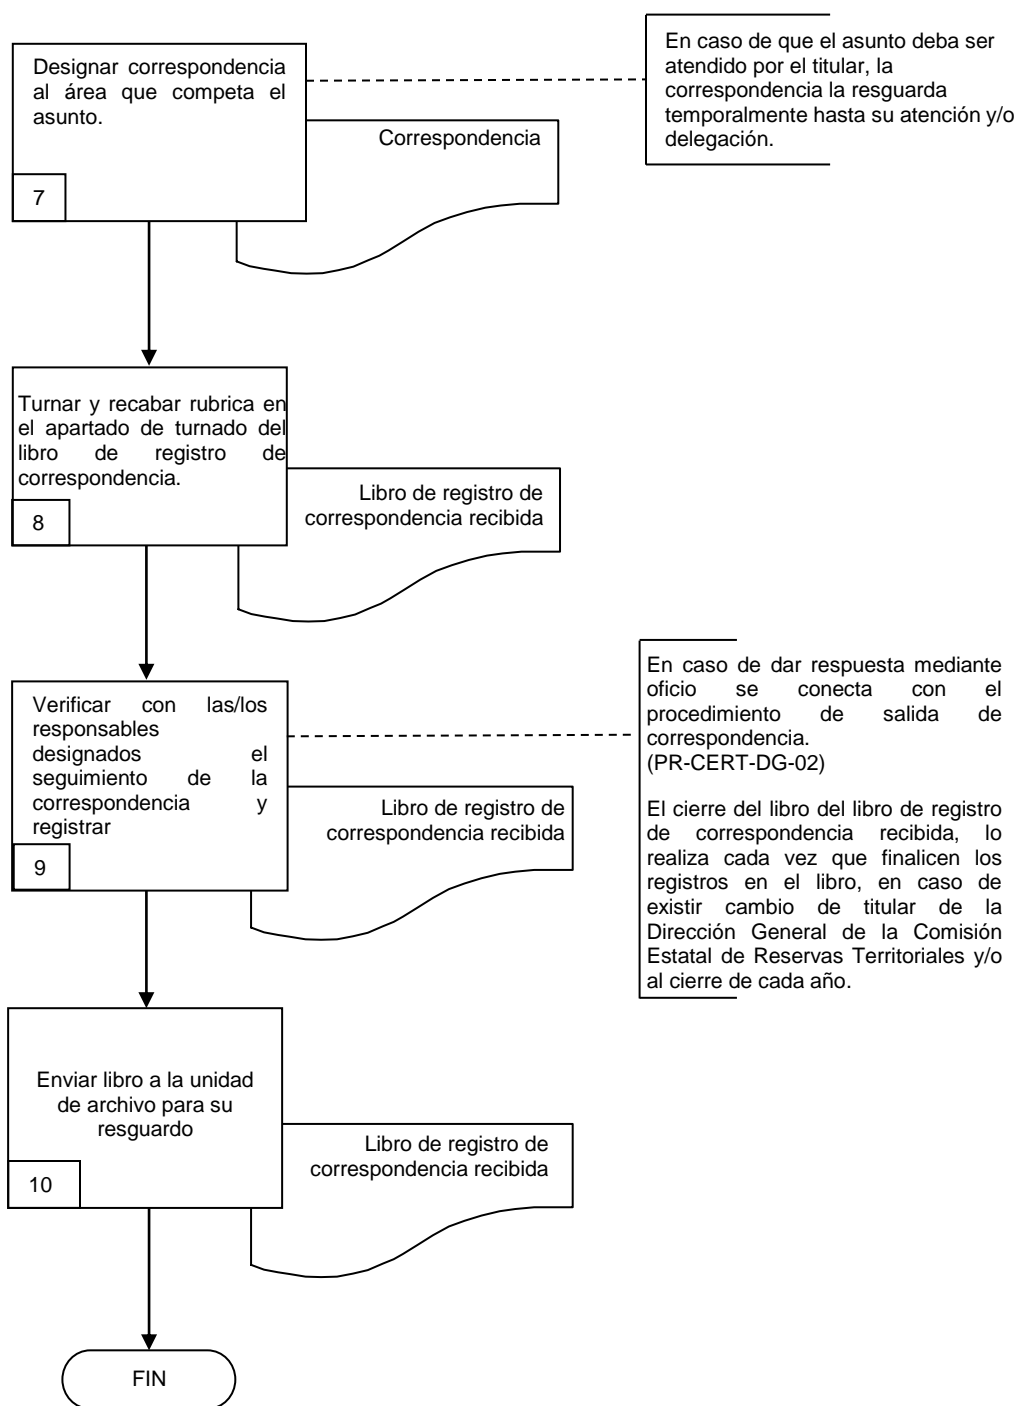 Designar correspondencia
al área que competa el
asunto.
7
Correspondencia
En caso de que el asunto deba ser
atendido por el titular, la
correspondencia la resguarda
temporalmente hasta su atención y/o
delegación.
Turnar y recabar rubrica en
el apartado de turnado del
libro de registro de
correspondencia.
8
Libro de registro de
correspondencia recibida
Verificar con las/los
responsables
designados el
seguimiento de la
correspondencia y
registrar
9
Libro de registro de
correspondencia recibida
En caso de dar respuesta mediante
oficio se conecta con el
procedimiento de salida de
correspondencia.
(PR-CERT-DG-02)
El cierre del libro del libro de registro
de correspondencia recibida, lo
realiza cada vez que finalicen los
registros en el libro, en caso de
existir cambio de titular de la
Dirección General de la Comisión
Estatal de Reservas Territoriales y/o
al cierre de cada año.
Enviar libro a la unidad
de archivo para su
resguardo
10
Libro de registro de
correspondencia recibida
FIN